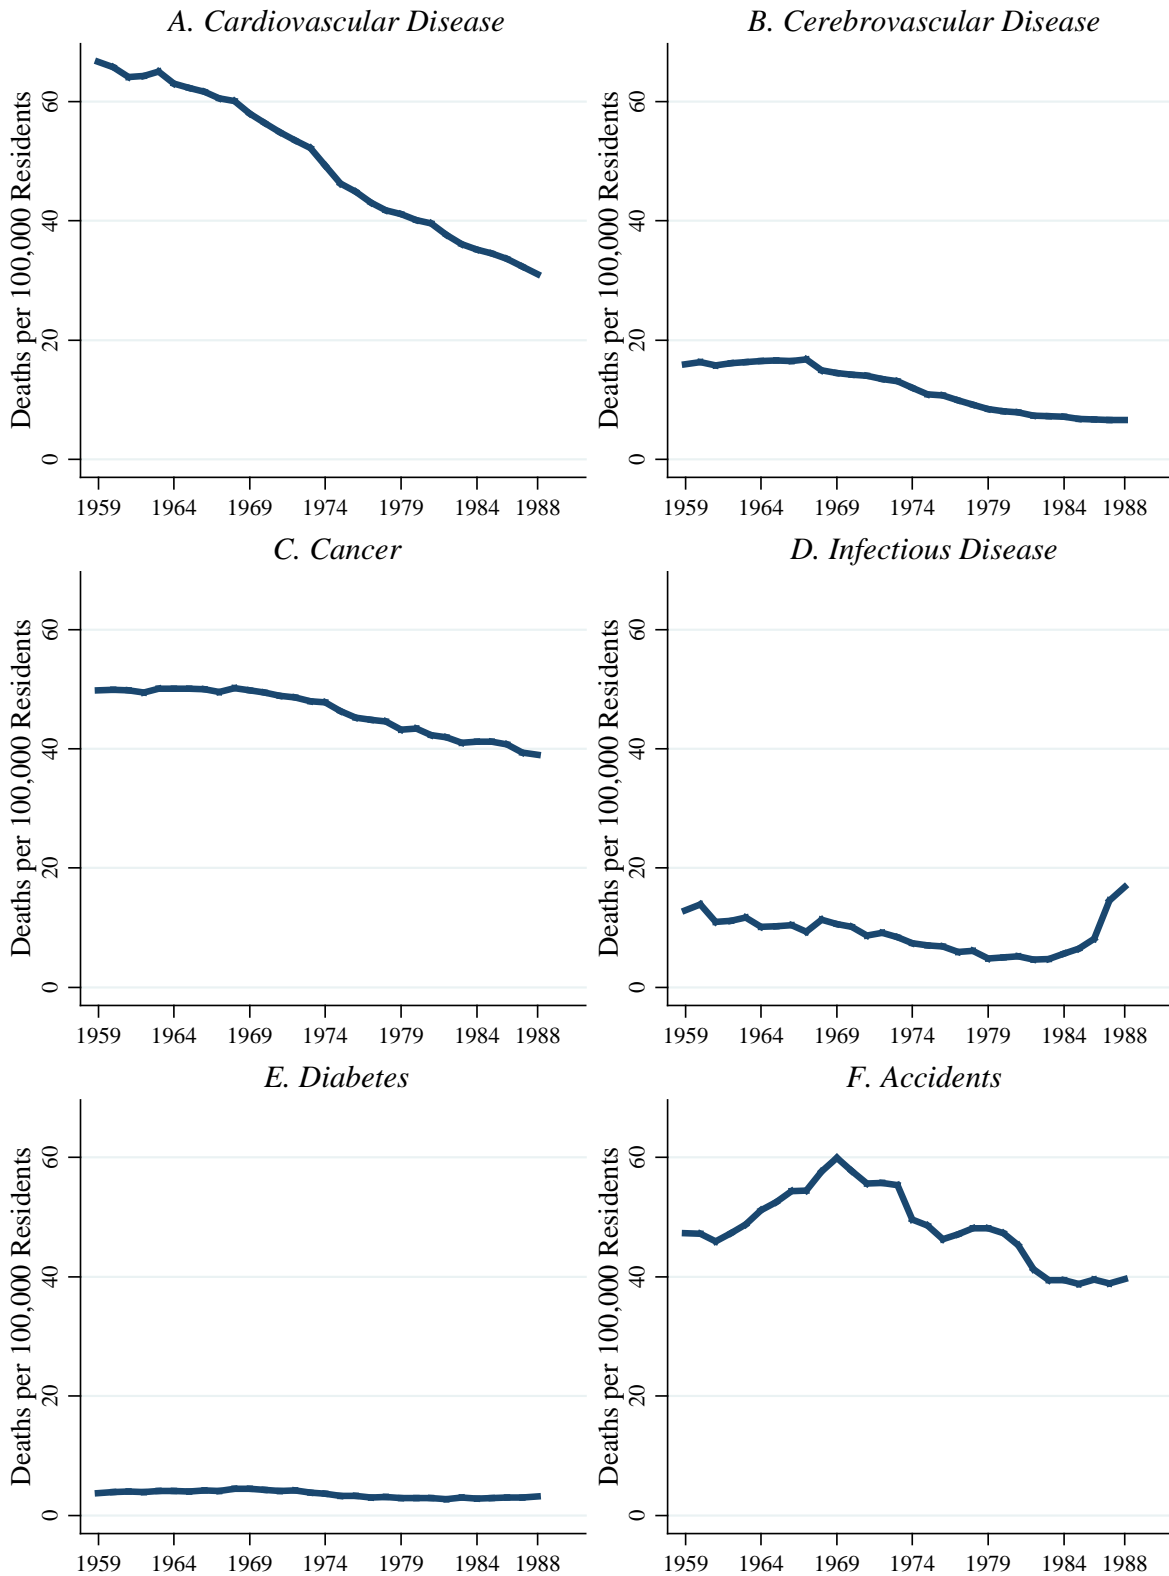 A. Cardiovascular Disease
Deaths per 100,000 Residents
60
40
20
0
1959 1964 1969 1974 1979 1984 1988
B. Cerebrovascular Disease
Deaths per 100,000 Residents
60
40
20
0
1959 1964 1969 1974 1979 1984 1988
C. Cancer
Deaths per 100,000 Residents
60
40
20
0
1959 1964 1969 1974 1979 1984 1988
D. Infectious Disease
Deaths per 100,000 Residents
60
40
20
0
1959 1964 1969 1974 1979 1984 1988
E. Diabetes
Deaths per 100,000 Residents
60
40
20
0
1959 1964 1969 1974 1979 1984 1988
F. Accidents
Deaths per 100,000 Residents
60
40
20
0
1959 1964 1969 1974 1979 1984 1988